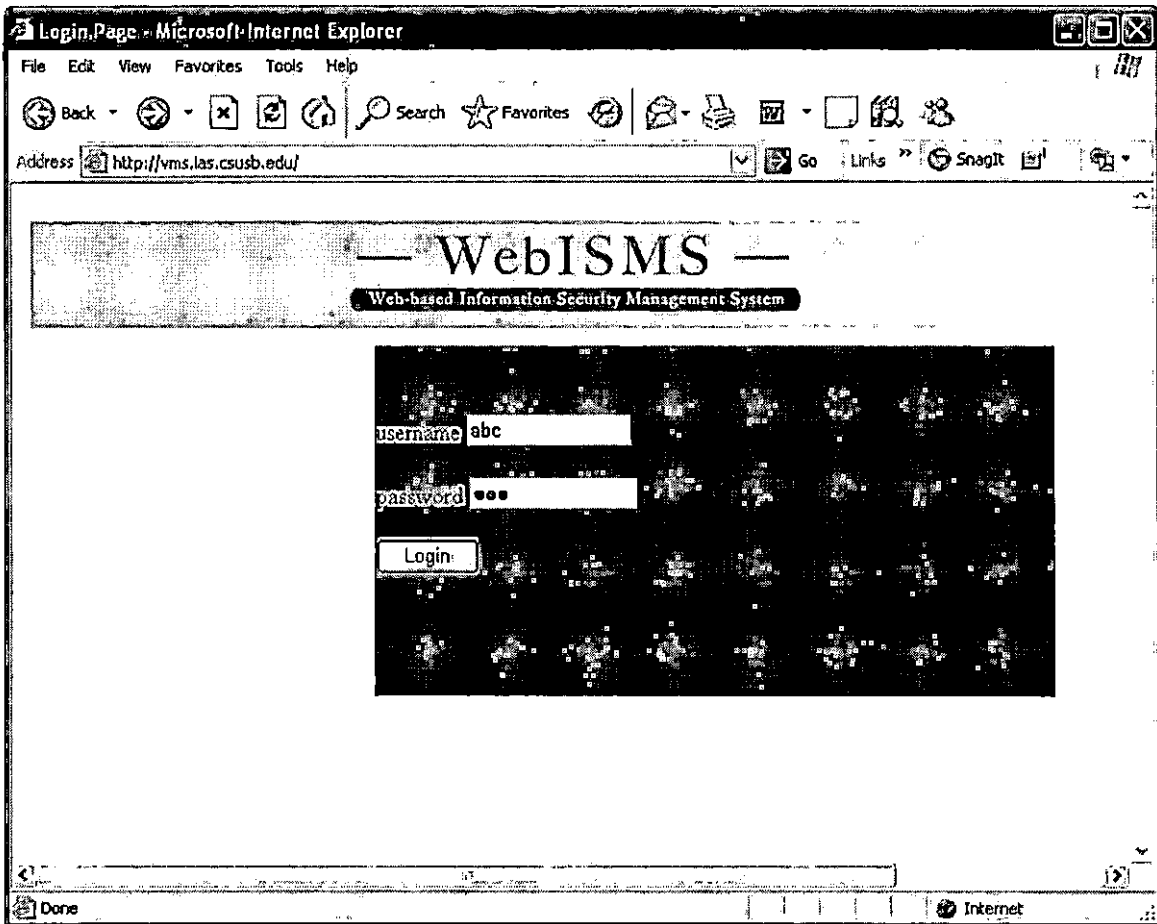 Login Page - Microsoft Internet Explorer
File Edit View Favorites Tools Help
Back Search Favorites
Address http://vms.ias.csusb.edu/ Go Links » SnagIt
— WebISMS —
Web-based Information Security Management System
username abc
password •••
Login
Done Internet